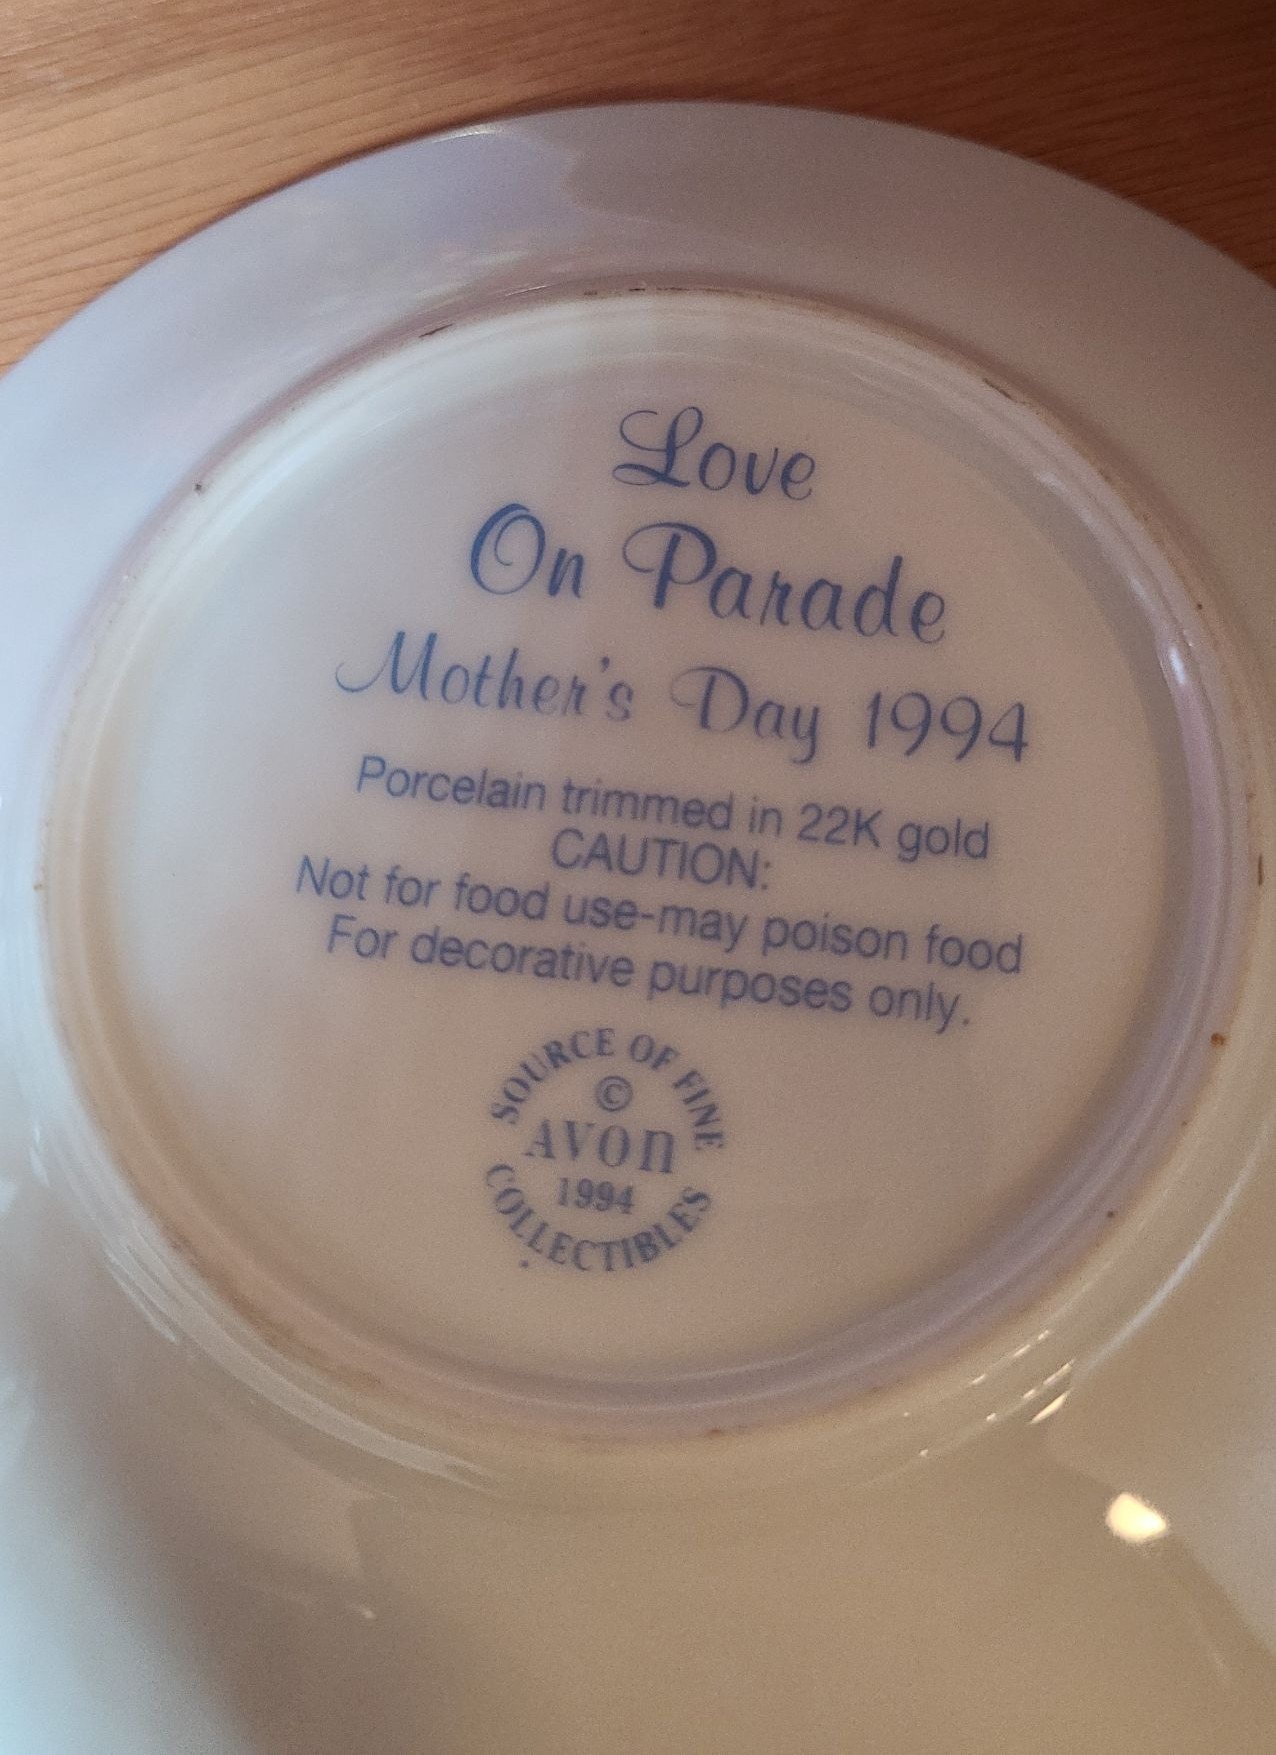 Love
On Parade
Mother's Day 1994
Porcelain trimmed in 22K gold
CAUTION:
Not for food use-may poison food
For decorative purposes only.
SOURCE OF FINE
©
AVON
1994
COLLECTIBLES